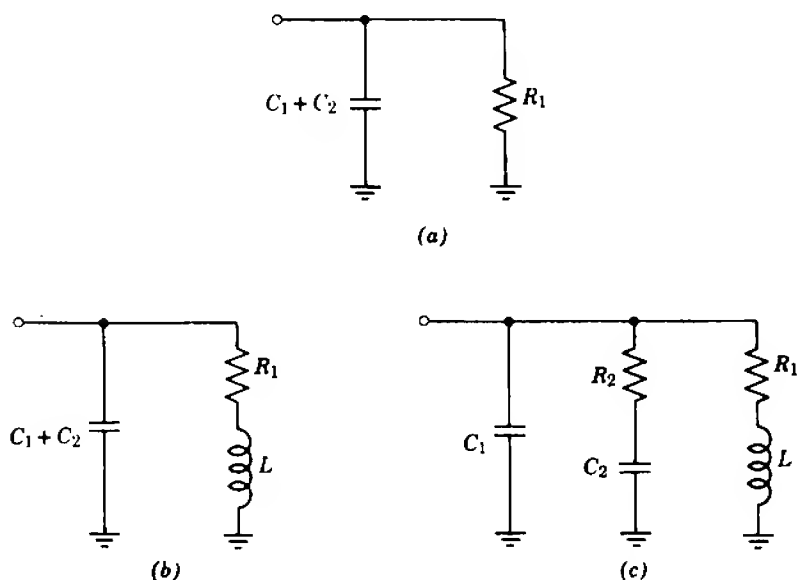 C₁ + C₂
R₁
(a)
R₁
C₁ + C₂
L
(b)
R₂
R₁
C₁
C₂
L
(c)